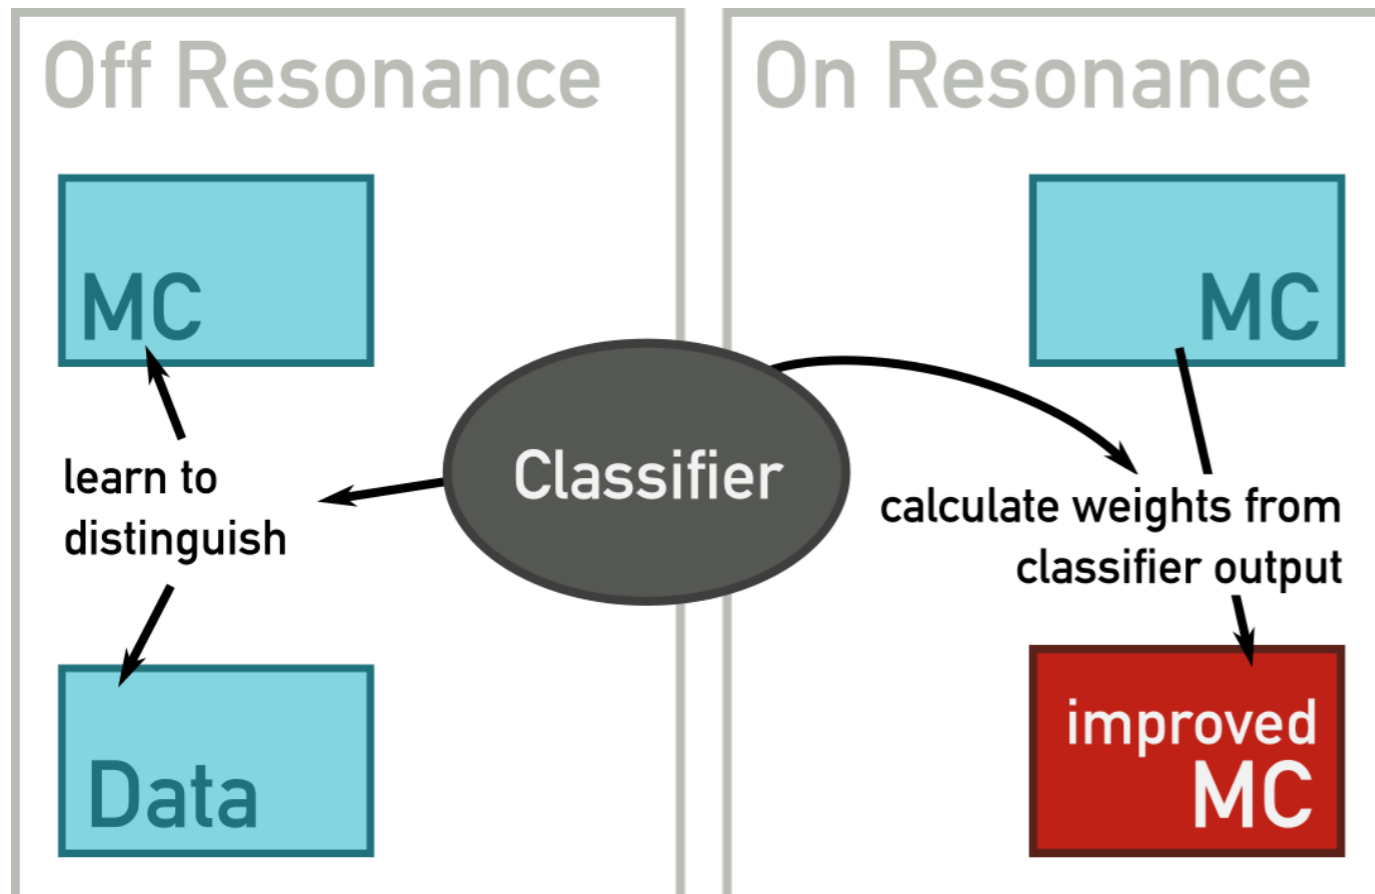 Off Resonance
MC
learn to
distinguish
Data
Classifier
On Resonance
MC
calculate weights from
classifier output
improved
MC